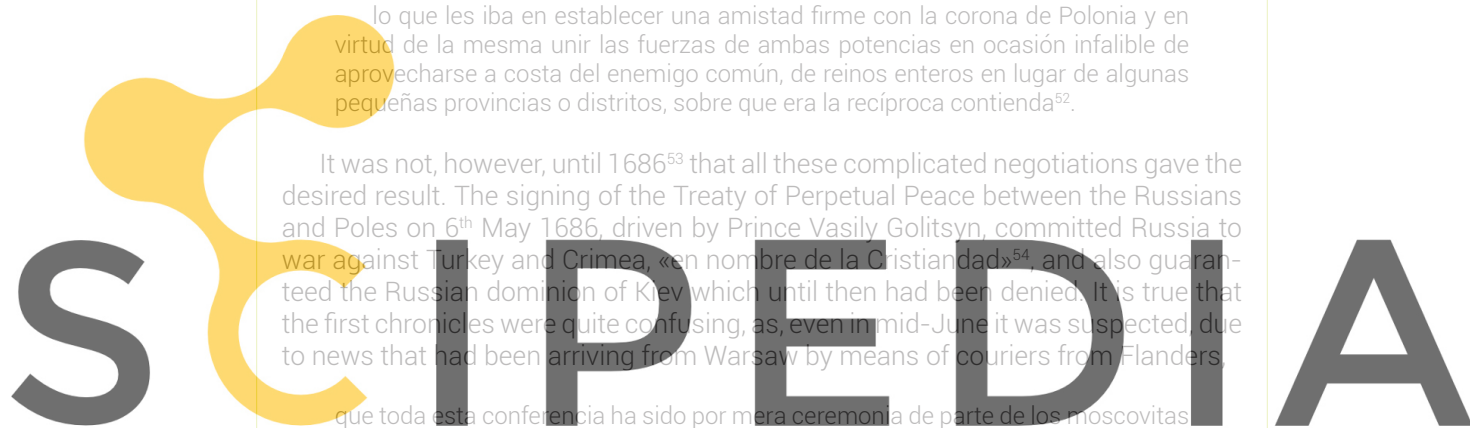 lo que les iba en establecer una amistad firme con la corona de Polonia y en
virtud de la mesma unir las fuerzas de ambas potencias en ocasión infalible de
aprovecharse a costa del enemigo común, de reinos enteros en lugar de algunas
pequeñas provincias o distritos, sobre que era la recíproca contienda⁵².
It was not, however, until 1686⁵³ that all these complicated negotiations gave the
desired result. The signing of the Treaty of Perpetual Peace between the Russians
and Poles on 6ᵗʰ May 1686, driven by Prince Vasily Golitsyn, committed Russia to
war against Turkey and Crimea, «en nombre de la Cristiandad»⁵⁴, and also guaran-
teed the Russian dominion of Kiev which until then had been denied. It is true that
the first chronicles were quite confusing, as, even in mid-June it was suspected, due
to news that had been arriving from Warsaw by means of couriers from Flanders,
que toda esta conferencia ha sido por mera ceremonia de parte de los moscovitas
SCIPEDIA